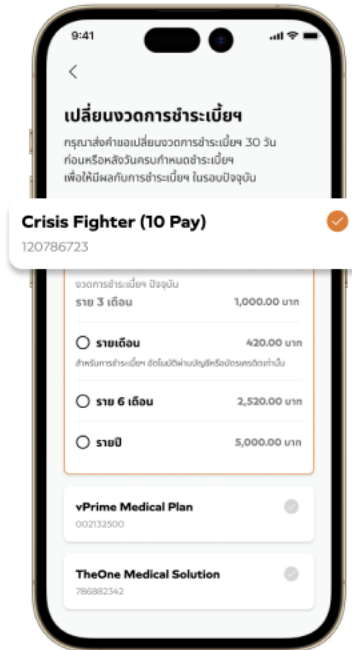 9:41
เปลี่ยนงวดการชำระเบี้ยฯ
กรุณาส่งคำขอเปลี่ยนงวดการชำระเบี้ยฯ 30 วัน
ก่อนหรือหลังวันครบกำหนดชำระเบี้ยฯ
เพื่อให้มีผลกับการชำระเบี้ยฯ ในรอบปีปัจจุบัน
Crisis Fighter (10 Pay)
120786723
งวดการชำระเบี้ยฯ ปัจจุบัน
ราย 3 เดือน 1,000.00 บาท
รายเดือน 420.00 บาท
สำหรับการชำระเบี้ยฯ อัตโนมัติผ่านบัญชีหรือบัตรเครดิตเท่านั้น
ราย 6 เดือน 2,520.00 บาท
รายปี 5,000.00 บาท
vPrime Medical Plan
002132500
TheOne Medical Solution
786882342